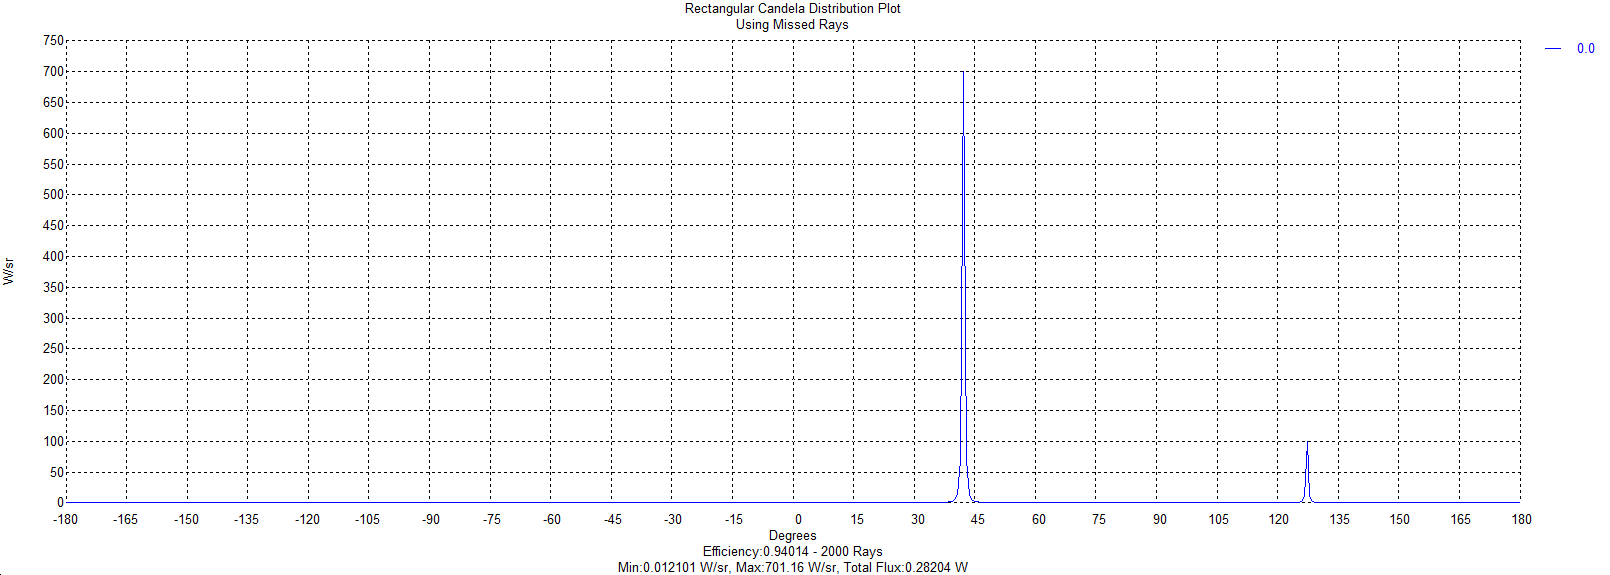 Rectangular Candela Distribution Plot
Using Missed Rays
0.0
750
700
650
600
550
500
450
400
350
300
250
200
150
100
50
0
W/sr
-180 -165 -150 -135 -120 -105 -90 -75 -60 -45 -30 -15 0 15 30 45 60 75 90 105 120 135 150 165 180
Degrees
Efficiency:0.94014 - 2000 Rays
Min:0.012101 W/sr, Max:701.16 W/sr, Total Flux:0.28204 W